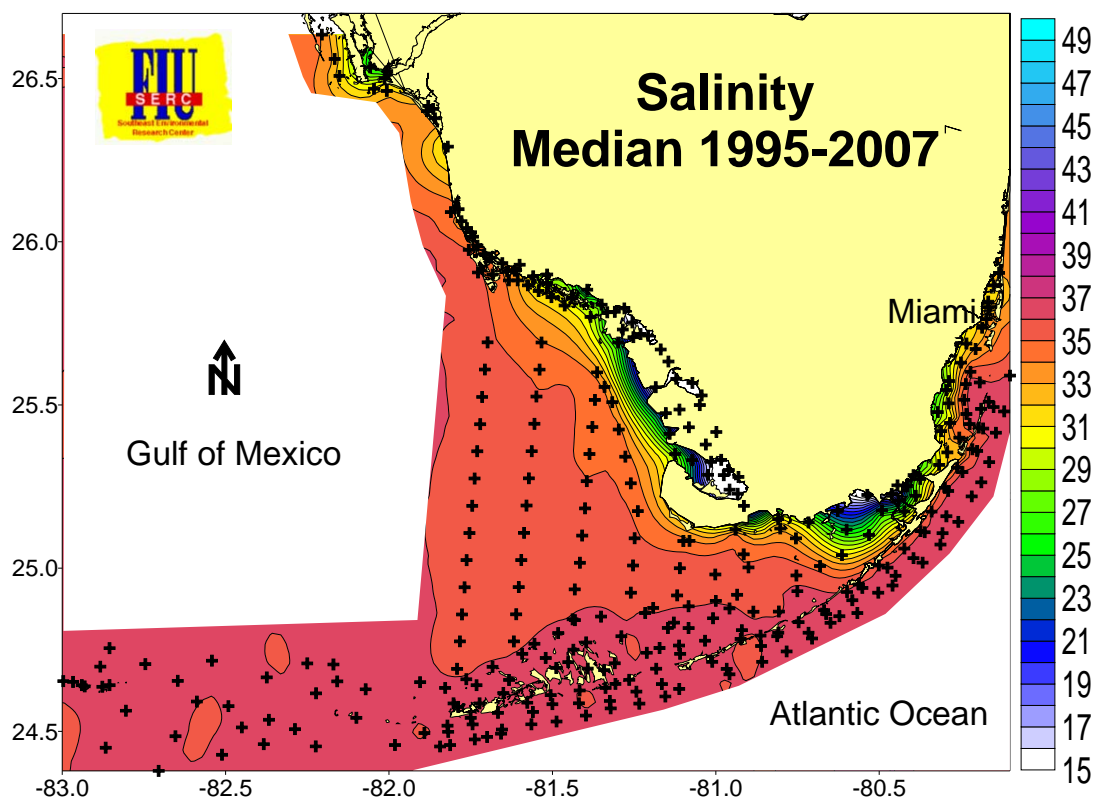 FIU
SERC
Southeast Environmental
Research Center
Salinity
Median 1995-2007
Miami
N
Gulf of Mexico
Atlantic Ocean
26.5
26.0
25.5
25.0
24.5
-83.0
-82.5
-82.0
-81.5
-81.0
-80.5
49
47
45
43
41
39
37
35
33
31
29
27
25
23
21
19
17
15